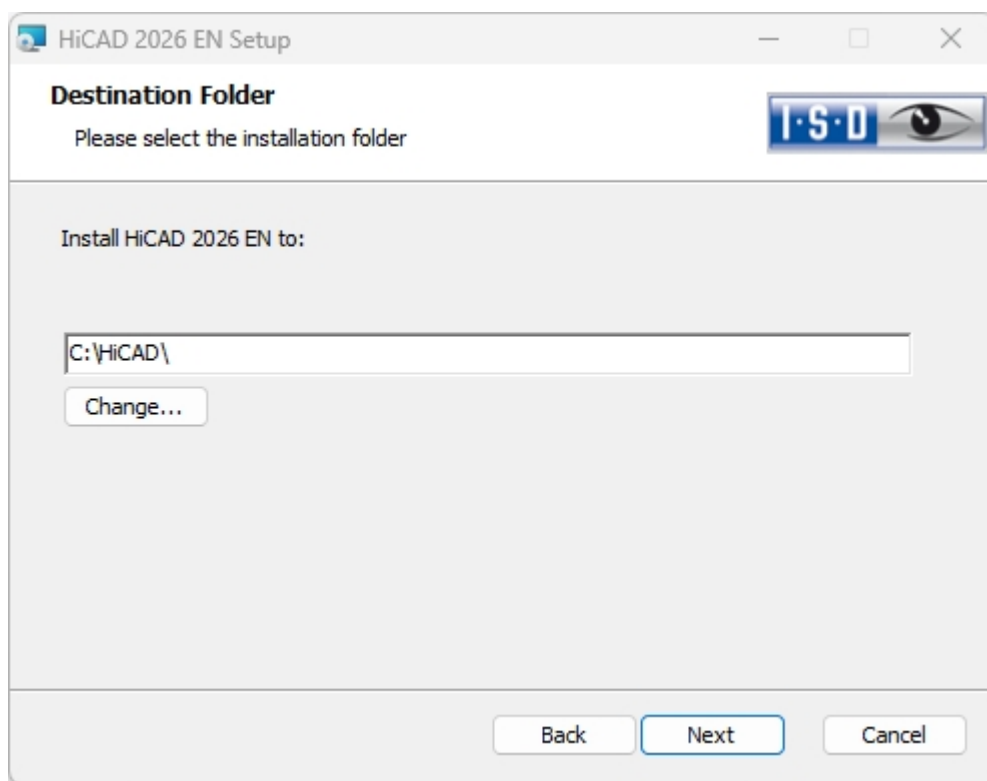 HiCAD 2026 EN Setup
Destination Folder
Please select the installation folder
I·S·D
Install HiCAD 2026 EN to:
C:\HiCAD\
Change...
Back Next Cancel